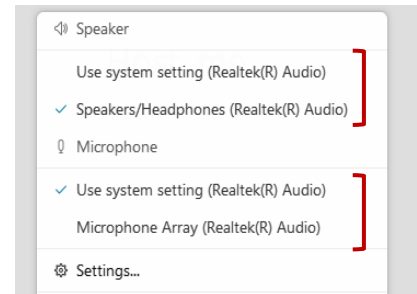 Speaker
Use system setting (Realtek(R) Audio)
Speakers/Headphones (Realtek(R) Audio)
Microphone
Use system setting (Realtek(R) Audio)
Microphone Array (Realtek(R) Audio)
Settings...